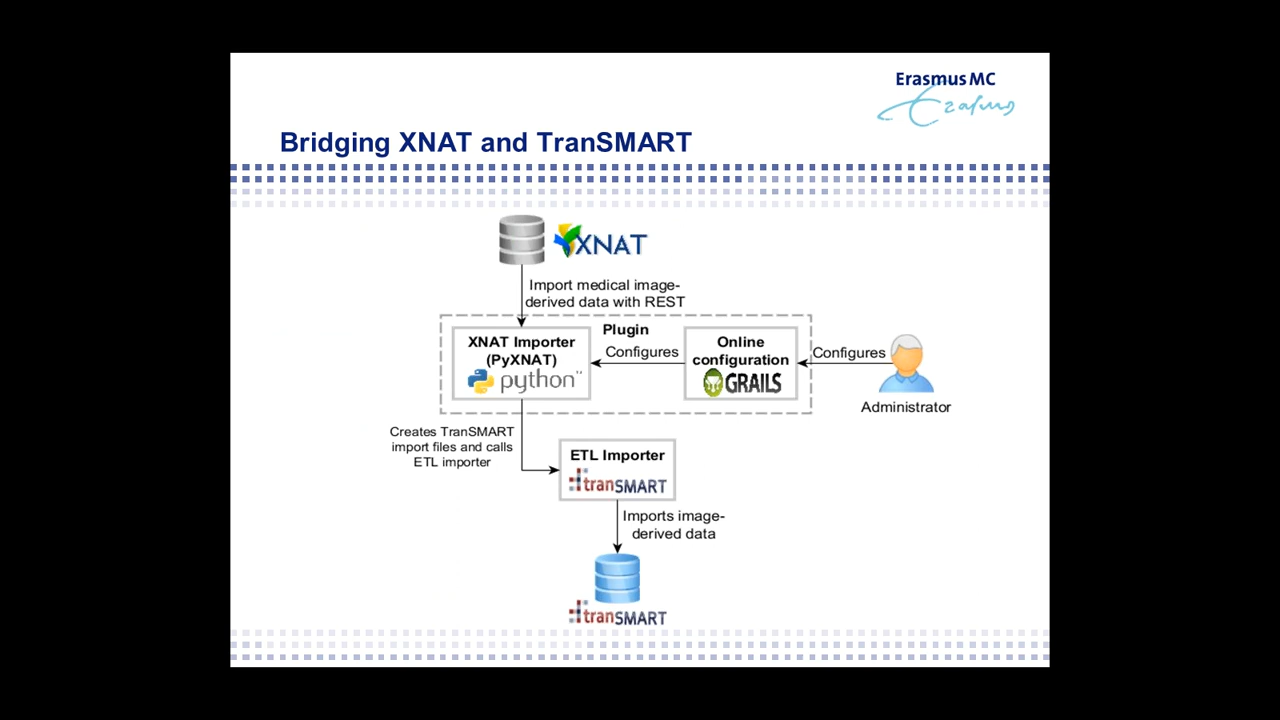 Erasmus MC
Erasmus
Bridging XNAT and TranSMART
XNAT
Import medical image-
derived data with REST
Plugin
XNAT Importer
(PyXNAT)
python™
Configures
Online
configuration
GRAILS
Configures
Administrator
Creates TranSMART
import files and calls
ETL importer
ETL Importer
tranSMART
Imports image-
derived data
tranSMART